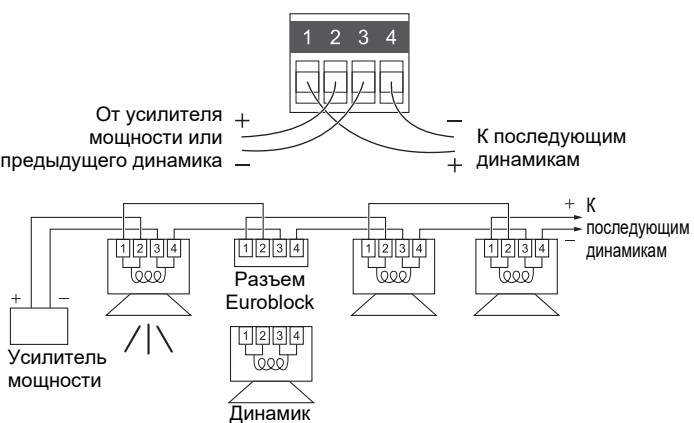 1 2 3 4
От усилителя
мощности или
предыдущего динамика
+
−
−
+
К последующим
динамикам
+ К
последующим
− динамикам
1 2 3 4
1 2 3 4
1 2 3 4
1 2 3 4
Разъем
Euroblock
+ −
Усилитель
мощности
1 2 3 4
Динамик